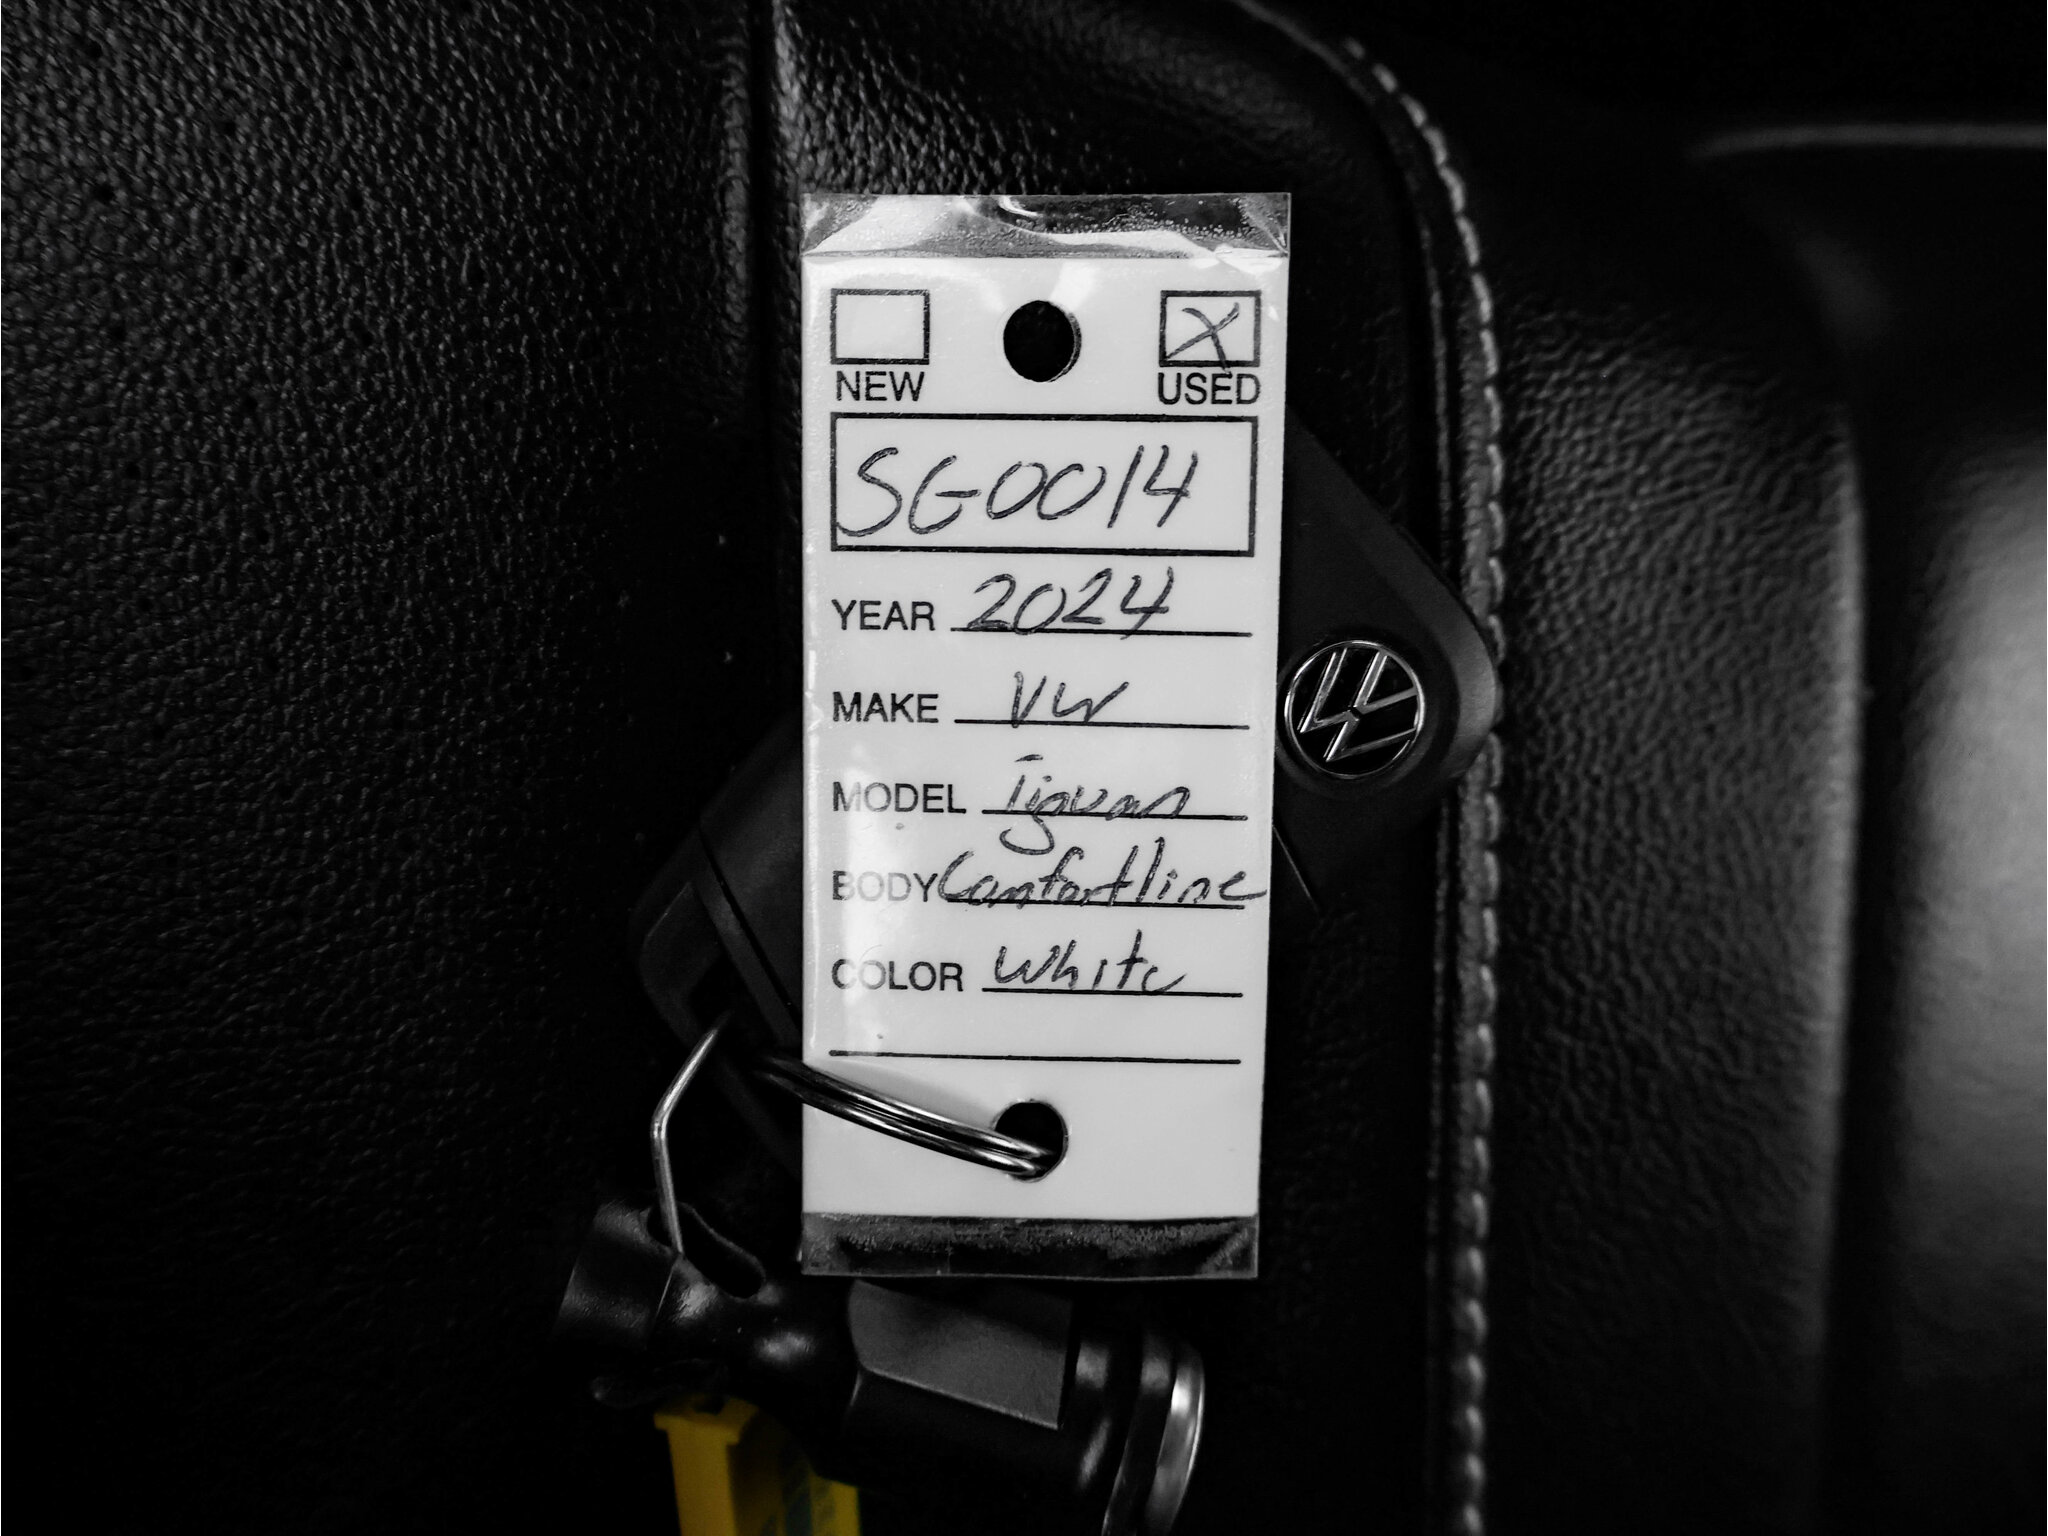 NEW X USED
SG0014
YEAR 2024
MAKE VW
MODEL Tiguan
BODY Comfortline
COLOR White